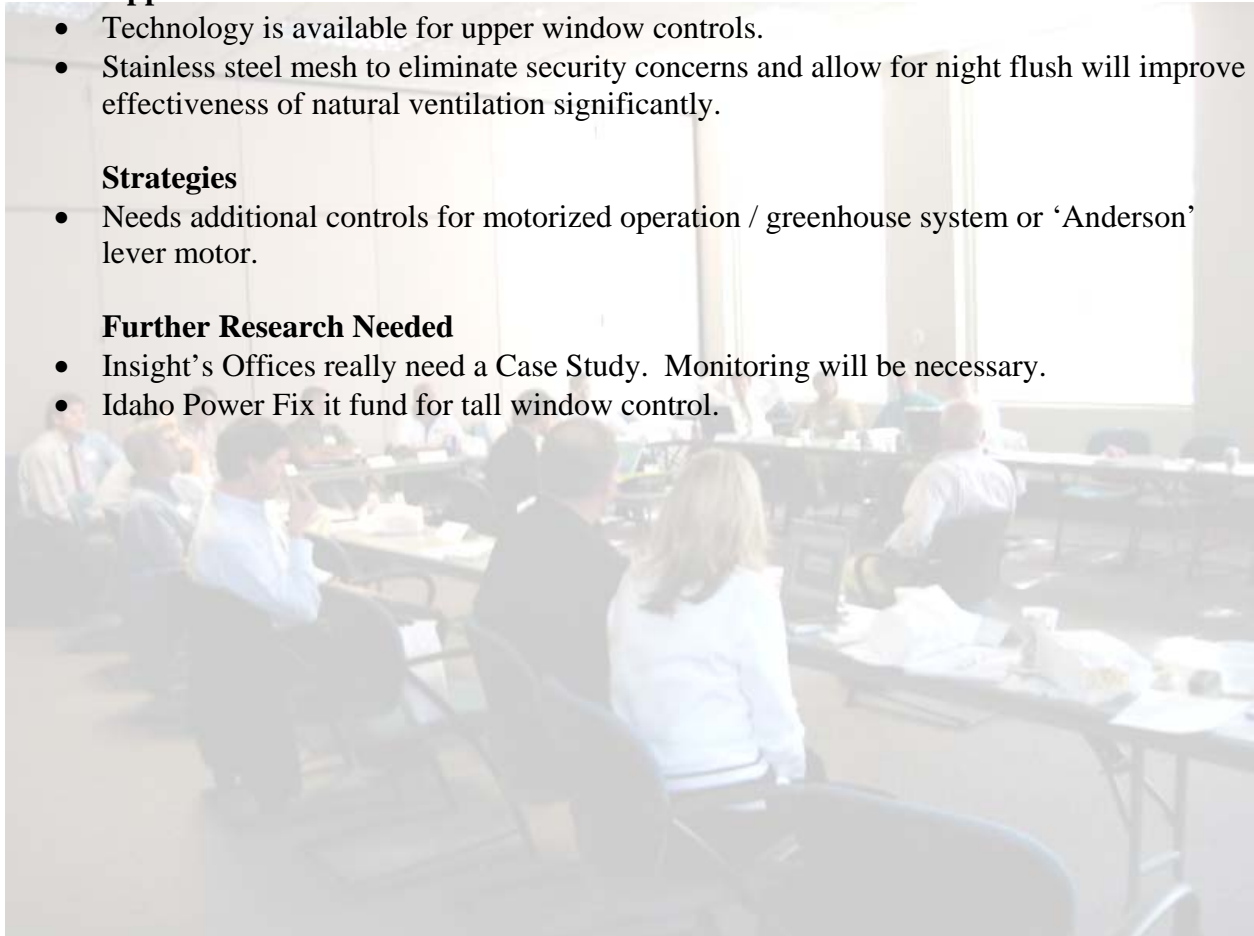 • Technology is available for upper window controls.
• Stainless steel mesh to eliminate security concerns and allow for night flush will improve
effectiveness of natural ventilation significantly.
Strategies
• Needs additional controls for motorized operation / greenhouse system or ‘Anderson’
lever motor.
Further Research Needed
• Insight’s Offices really need a Case Study.  Monitoring will be necessary.
• Idaho Power Fix it fund for tall window control.